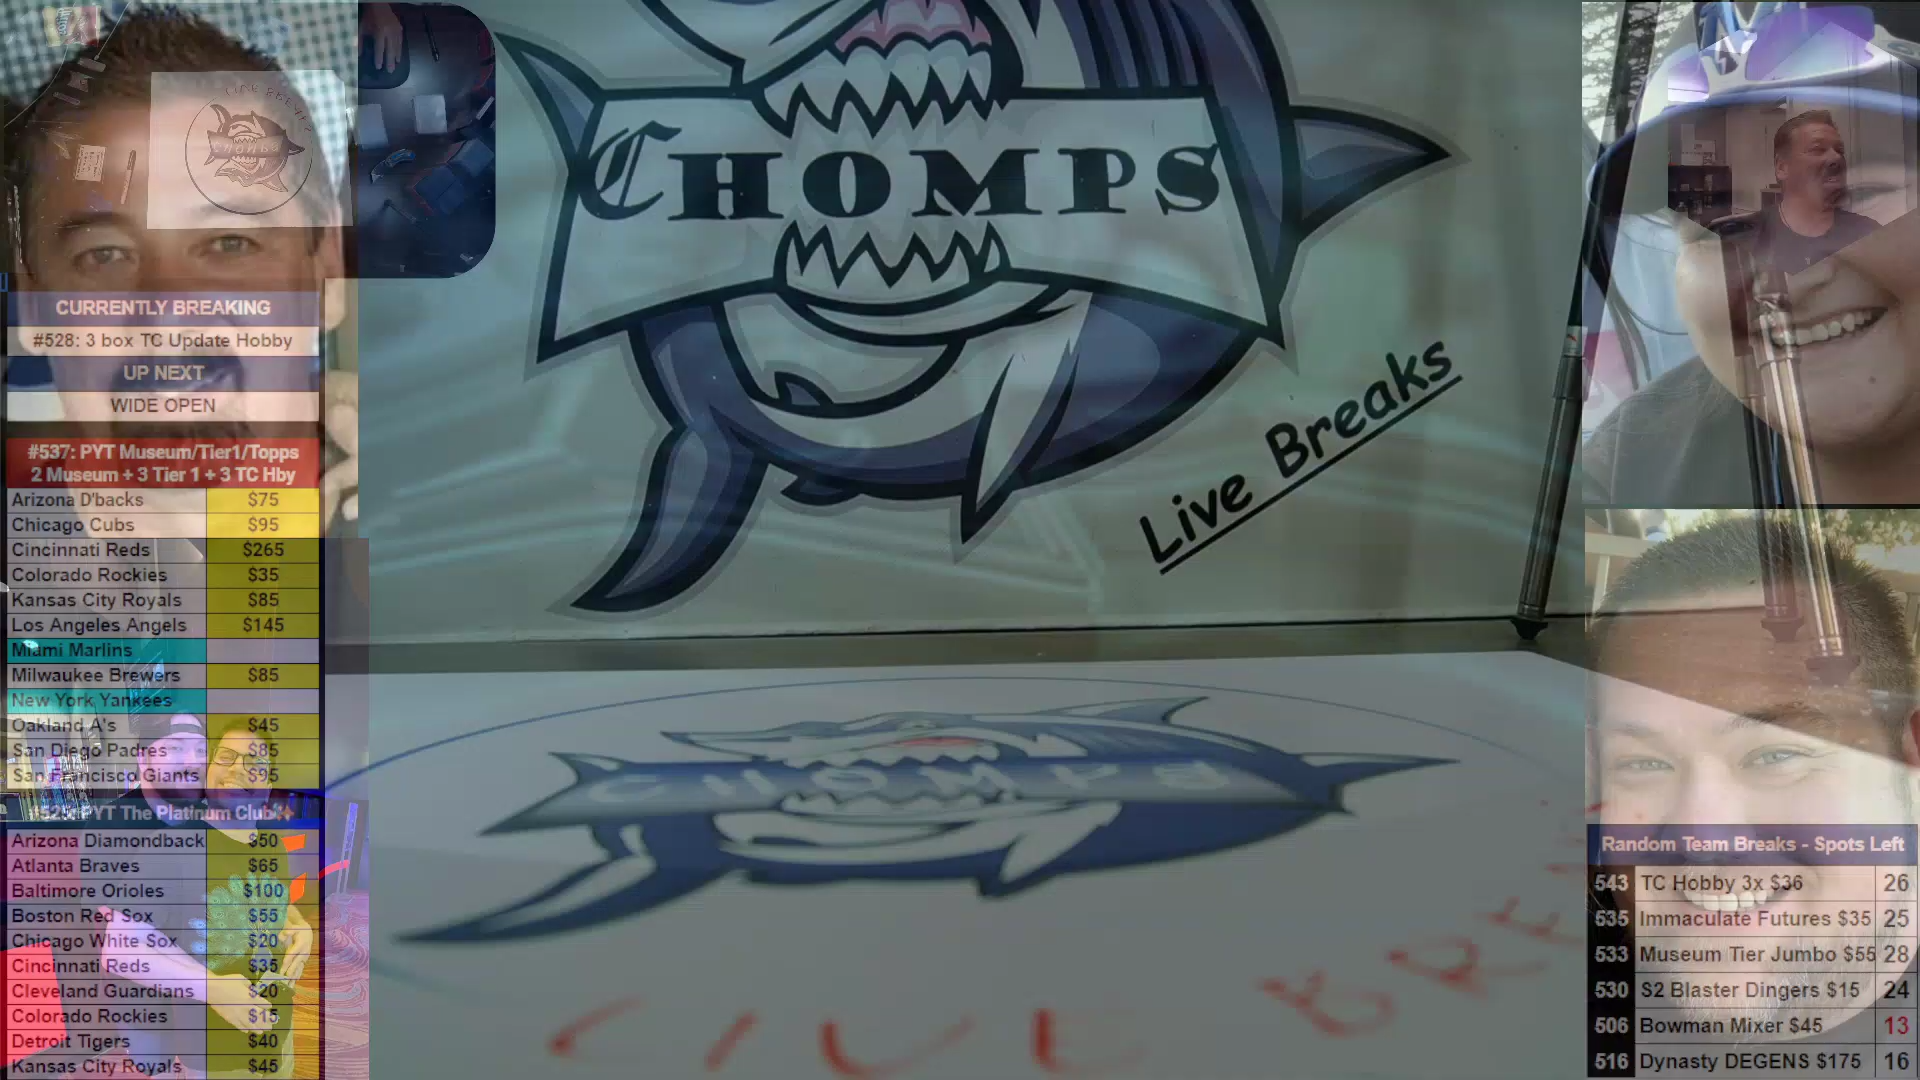 CHOMPS
Live Breaks
CURRENTLY BREAKING
#528: 3 box TC Update Hobby
UP NEXT
WIDE OPEN
#537: PYT Museum/Tier1/Topps
2 Museum + 3 Tier 1 + 3 TC Hby
Arizona D'backs $75
Chicago Cubs $95
Cincinnati Reds $265
Colorado Rockies $35
Kansas City Royals $85
Los Angeles Angels $145
Miami Marlins
Milwaukee Brewers $85
New York Yankees
Oakland A's $45
San Diego Padres $85
San Francisco Giants $95
PYT The Platinum Club
Arizona Diamondback $50
Atlanta Braves $65
Baltimore Orioles $100
Boston Red Sox $55
Chicago White Sox $20
Cincinnati Reds $35
Cleveland Guardians $20
Colorado Rockies $15
Detroit Tigers $40
Kansas City Royals $45
CHOMPS
LIVE BREA
Random Team Breaks - Spots Left
543 TC Hobby 3x $36 26
535 Immaculate Futures $35 25
533 Museum Tier Jumbo $55 28
530 S2 Blaster Dingers $15 24
506 Bowman Mixer $45 13
516 Dynasty DEGENS $175 16